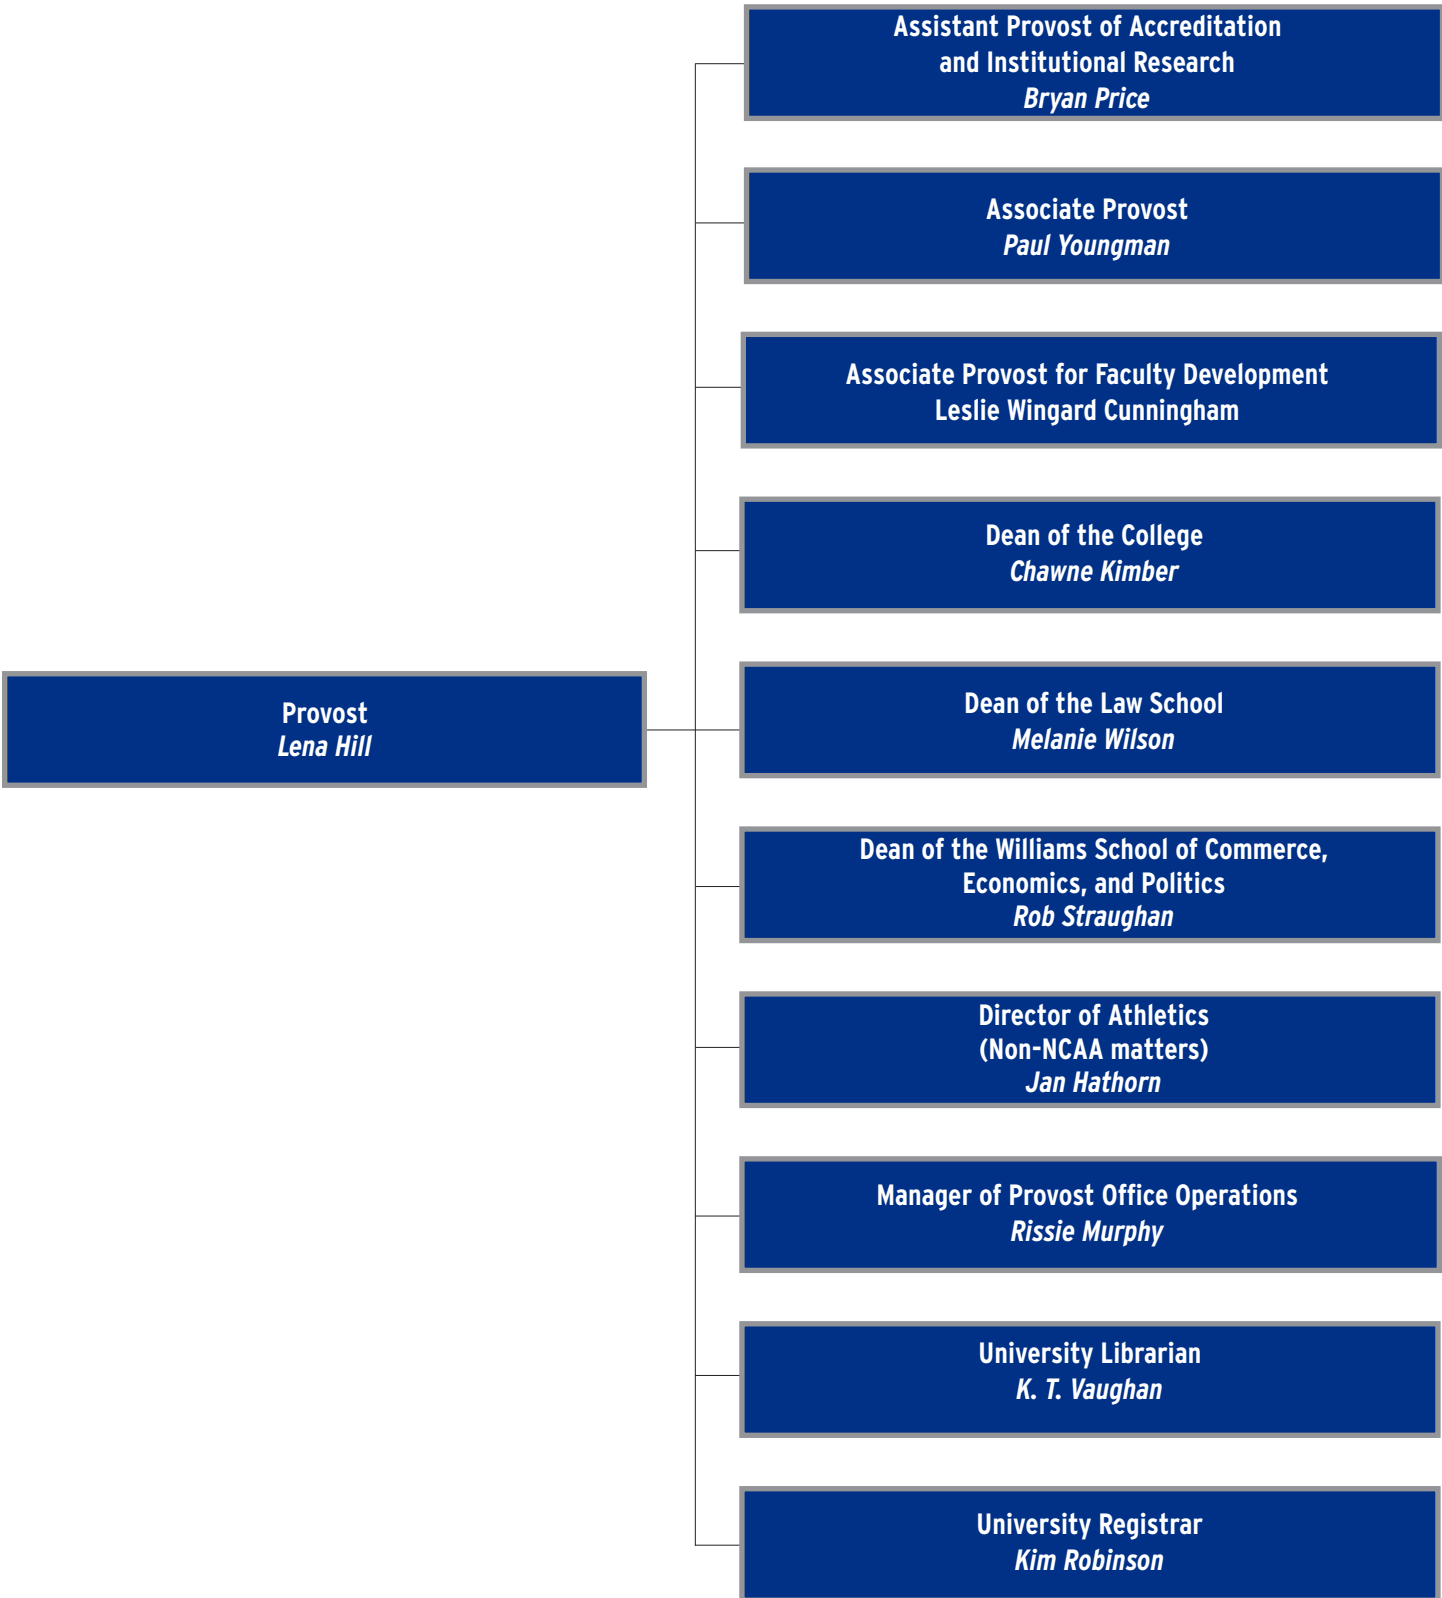 Assistant Provost of Accreditation
and Institutional Research
Bryan Price
Associate Provost
Paul Youngman
Associate Provost for Faculty Development
Leslie Wingard Cunningham
Dean of the College
Chawne Kimber
Provost
Lena Hill
Dean of the Law School
Melanie Wilson
Dean of the Williams School of Commerce,
Economics, and Politics
Rob Straughan
Director of Athletics
(Non-NCAA matters)
Jan Hathorn
Manager of Provost Office Operations
Rissie Murphy
University Librarian
K. T. Vaughan
University Registrar
Kim Robinson